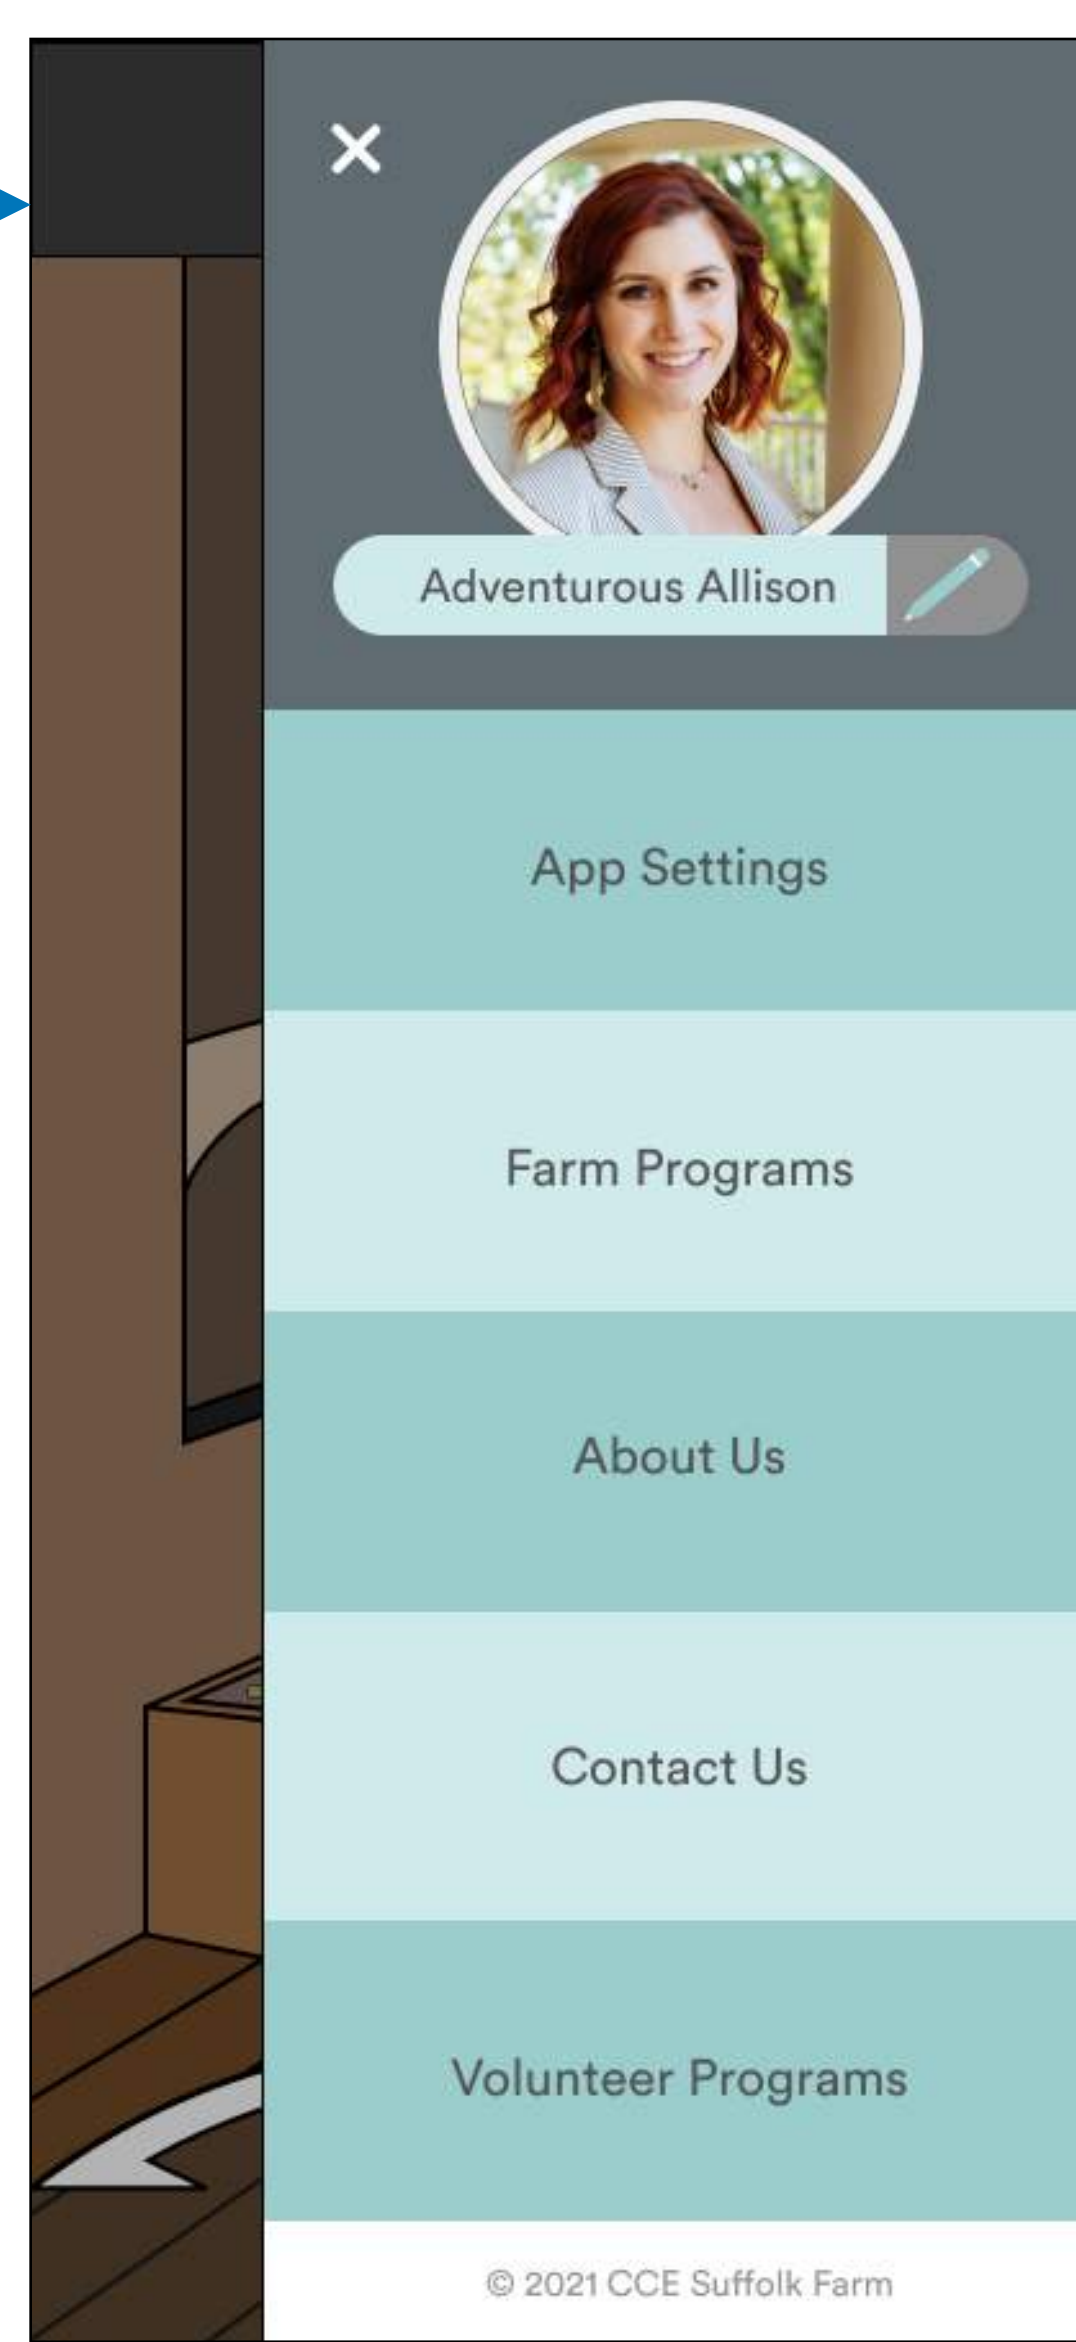 Adventurous Allison
App Settings
Farm Programs
About Us
Contact Us
Volunteer Programs
© 2021 CCE Suffolk Farm